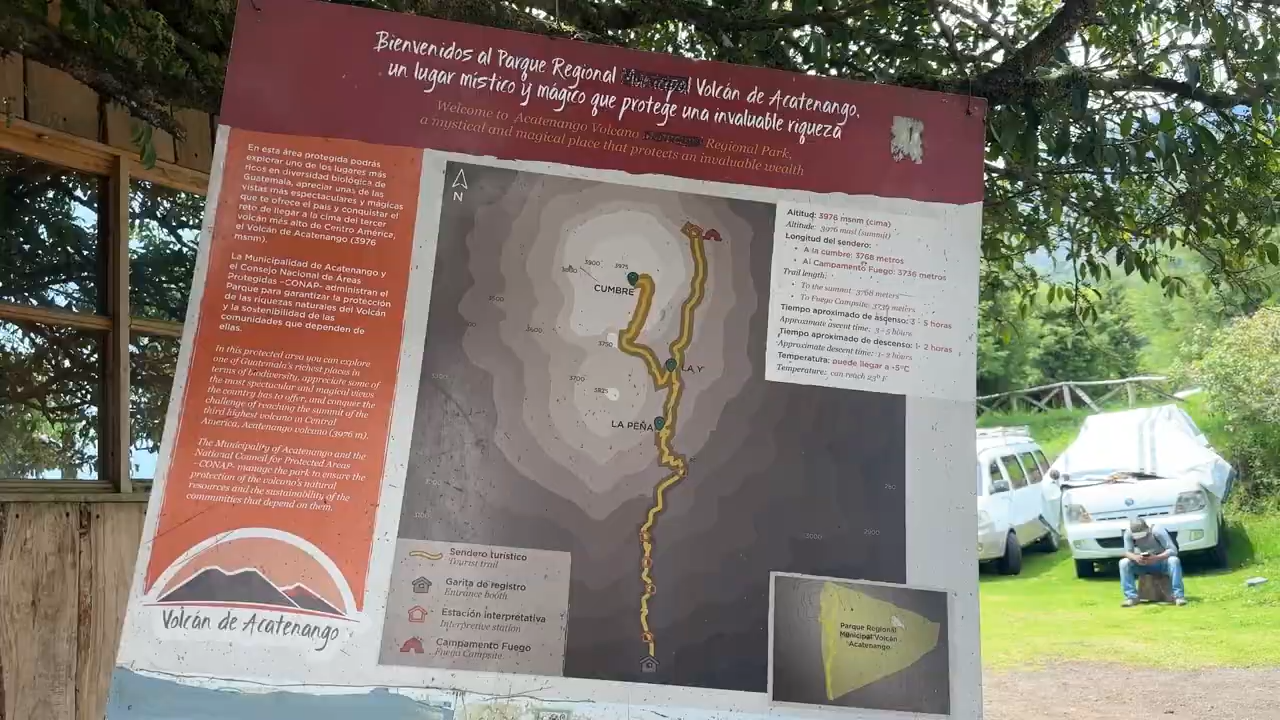 Bienvenidos al Parque Regional Volcán de Acatenango,
un lugar místico y mágico que protege una invaluable riqueza
Welcome to Acatenango Volcano Regional Park,
a mystical and magical place that protects an invaluable wealth
En esta área protegida podrás
explorar uno de los lugares más
ricos en diversidad biológica de
Guatemala, apreciar unas de las
vistas más espectaculares y mágicas
que te ofrece el país y conquistar el
reto de llegar a la cima del tercer
volcán más alto de Centro América,
el Volcán de Acatenango (3976
msnm).
La Municipalidad de Acatenango y
el Consejo Nacional de Áreas
Protegidas -CONAP- administran el
Parque para garantizar la protección
de las riquezas naturales del Volcán
y la sostenibilidad de las
comunidades que dependen de
ellas.
In this protected area you can explore
one of Guatemala's richest places in
terms of biodiversity, appreciate some of
the most spectacular and magical views
the country has to offer, and conquer the
challenge of reaching the summit of the
third highest volcano in Central
America, Acatenango volcano (3976 m).
The Municipality of Acatenango and the
National Council for Protected Areas
-CONAP- manage the park to ensure the
protection of the volcano's natural
resources and the sustainability of the
communities that depend on them.
Volcán de Acatenango
N
3900
3975
CUMBRE
3500
3600
3750
3700
3825
LA Y
LA PEÑA
3100
3000
2900
Altitud: 3976 msnm (cima)
Altitude: 3976 masl (summit)
Longitud del sendero:
• A la cumbre: 3768 metros
• Al Campamento Fuego: 3736 metros
Trail length:
• To the summit: 3768 meters
• To Fuego Campsite: 3736 meters
Tiempo aproximado de ascenso: 3 - 5 horas
Approximate ascent time: 3 - 5 hours
Tiempo aproximado de descenso: 1- 2 horas
Approximate descent time: 1- 2 hours
Temperatura: puede llegar a -5°C
Temperature: can reach 23° F
Sendero turístico
Tourist trail
Garita de registro
Entrance booth
Estación interpretativa
Interpretive station
Campamento Fuego
Fuego Campsite
Parque Regional
Municipal Volcán
Acatenango